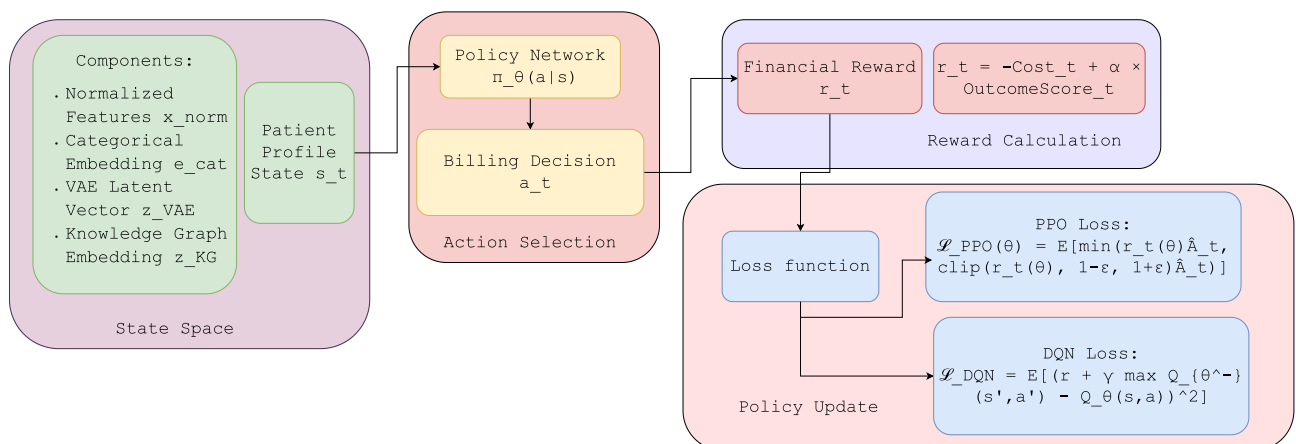 Components:
. Normalized
Features x_norm
. Categorical
Embedding e_cat
. VAE Latent
Vector z_VAE
. Knowledge Graph
Embedding z_KG
Patient
Profile
State s_t
State Space
Policy Network
π_θ(a|s)
Billing Decision
a_t
Action Selection
Financial Reward
r_t
r_t = -Cost_t + α ×
OutcomeScore_t
Reward Calculation
Loss function
PPO Loss:
ℒ_PPO(θ) = E[min(r_t(θ)Â_t,
clip(r_t(θ), 1-ε, 1+ε)Â_t)]
DQN Loss:
ℒ_DQN = E[(r + γ max Q_{θ^-}
(s',a') - Q_θ(s,a))^2]
Policy Update